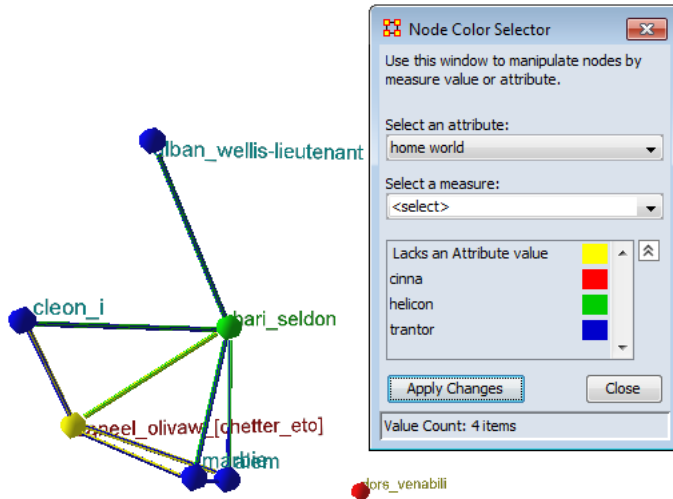 Node Color Selector
Use this window to manipulate nodes by
measure value or attribute.
Select an attribute:
home world
Select a measure:
<select>
Lacks an Attribute value
cinna
helicon
trantor
Apply Changes
Close
Value Count: 4 items
lban_wellis-lieutenant
cleon_i
hari_seldon
neel_olivaw_[chetter_eto]
dors_venabili